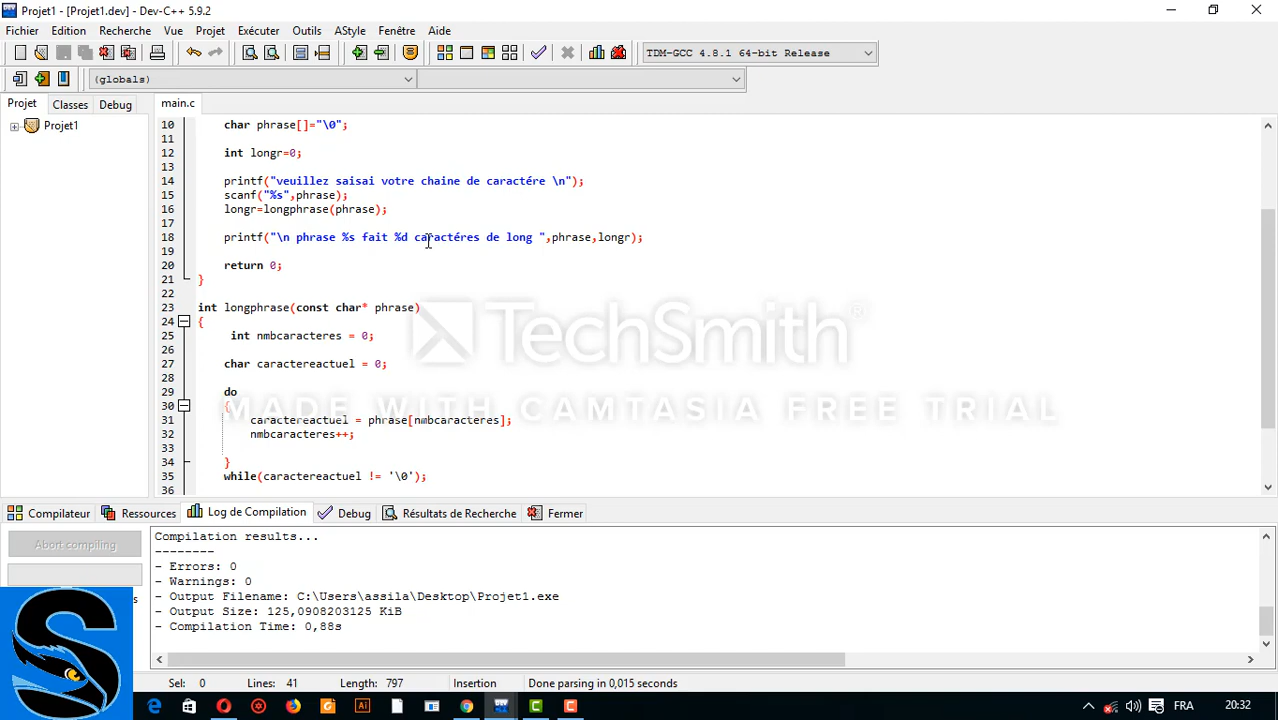 Projet1 - [Projet1.dev] - Dev-C++ 5.9.2
Fichier Edition Recherche Vue Projet Exécuter Outils AStyle Fenêtre Aide
TDM-GCC 4.8.1 64-bit Release
(globals)
Projet Classes Debug main.c
Projet1
10 char phrase[]="\0";
11
12 int longr=0;
13
14 printf("veuillez saisai votre chaine de caractére \n");
15 scanf("%s",phrase);
16 longr=longphrase(phrase);
17
18 printf("\n phrase %s fait %d caractéres de long ",phrase,longr);
19
20 return 0;
21 }
22
23 int longphrase(const char* phrase)
24 {
25 int nmbcaracteres = 0;
26
27 char caractereactuel = 0;
28
29 do
30 {
31 caractereactuel = phrase[nmbcaracteres];
32 nmbcaracteres++;
33
34 }
35 while(caractereactuel != '\0');
36
TechSmith®
MADE WITH CAMTASIA FREE TRIAL
Compilateur Ressources Log de Compilation Debug Résultats de Recherche Fermer
Abort compiling
Compilation results...
--------
- Errors: 0
- Warnings: 0
- Output Filename: C:\Users\assila\Desktop\Projet1.exe
- Output Size: 125,0908203125 KiB
- Compilation Time: 0,88s
Sel: 0 Lines: 41 Length: 797 Insertion Done parsing in 0,015 seconds
FRA 20:32